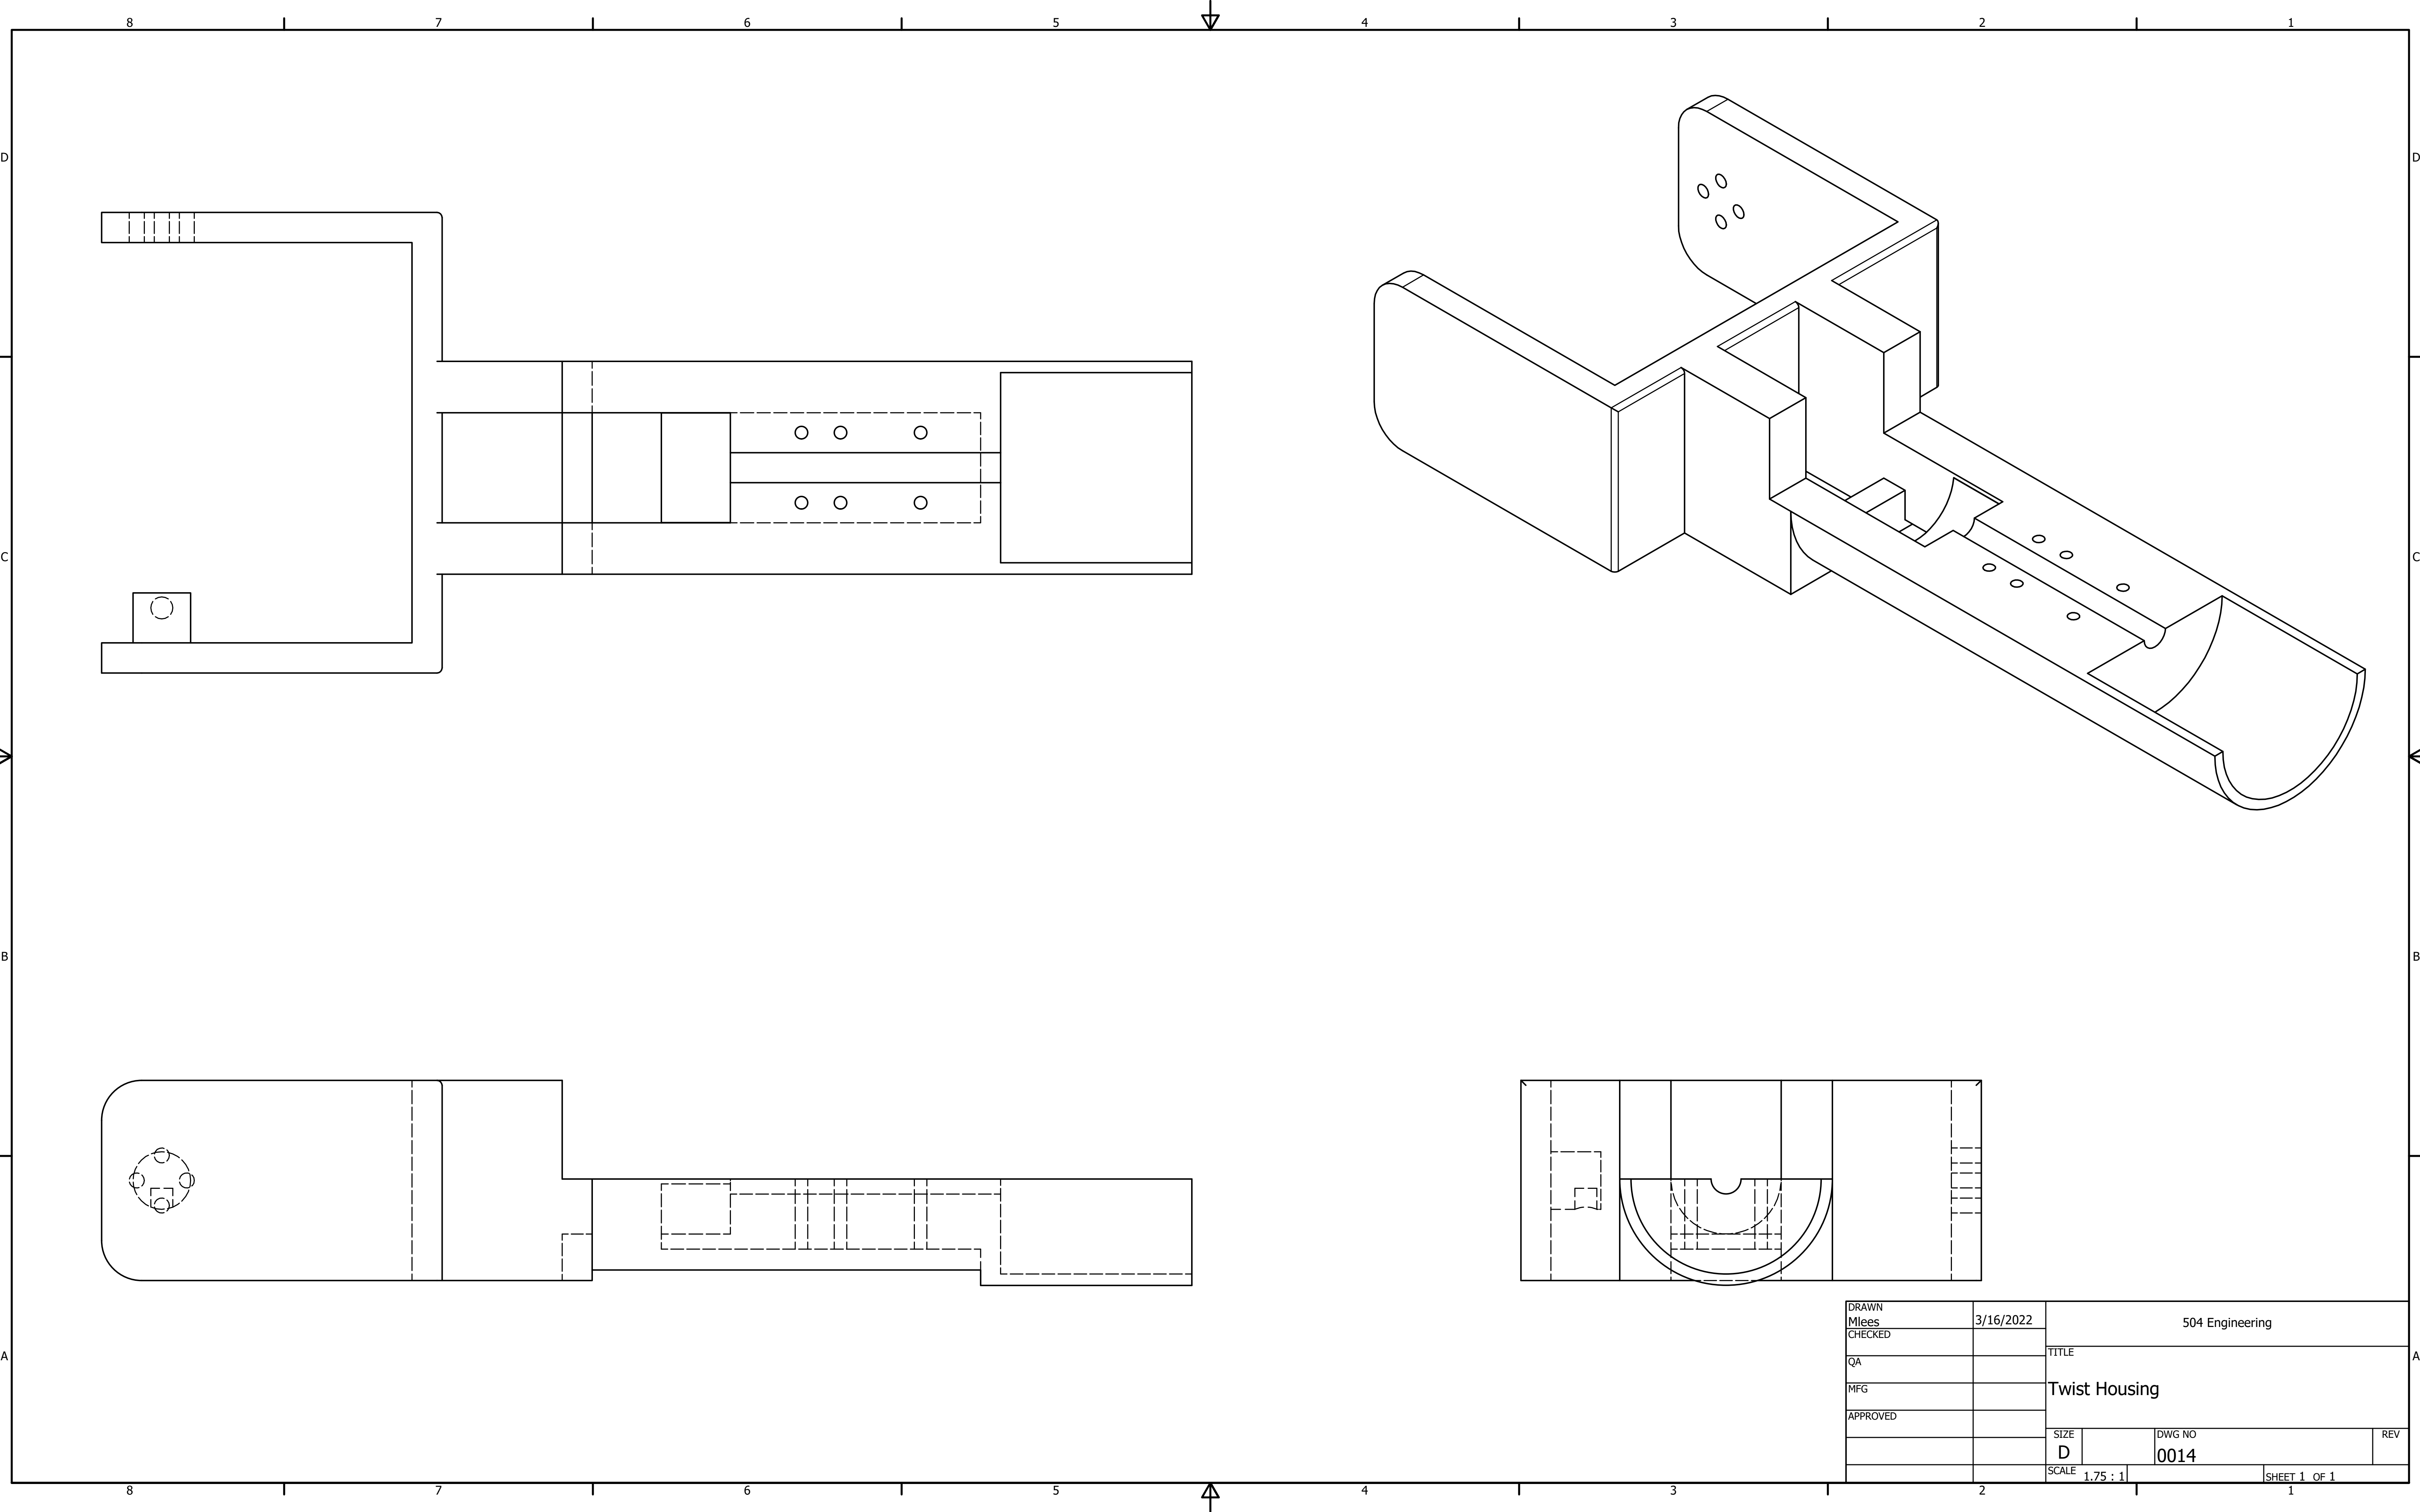 8 7 6 5 4 3 2 1
D D
C C
B B
A A
DRAWN
Mlees 3/16/2022
CHECKED
QA
MFG
APPROVED
504 Engineering
TITLE
Twist Housing
SIZE
D
DWG NO
0014
REV
SCALE 1.75 : 1
SHEET 1 OF 1
8 7 6 5 4 3 2 1